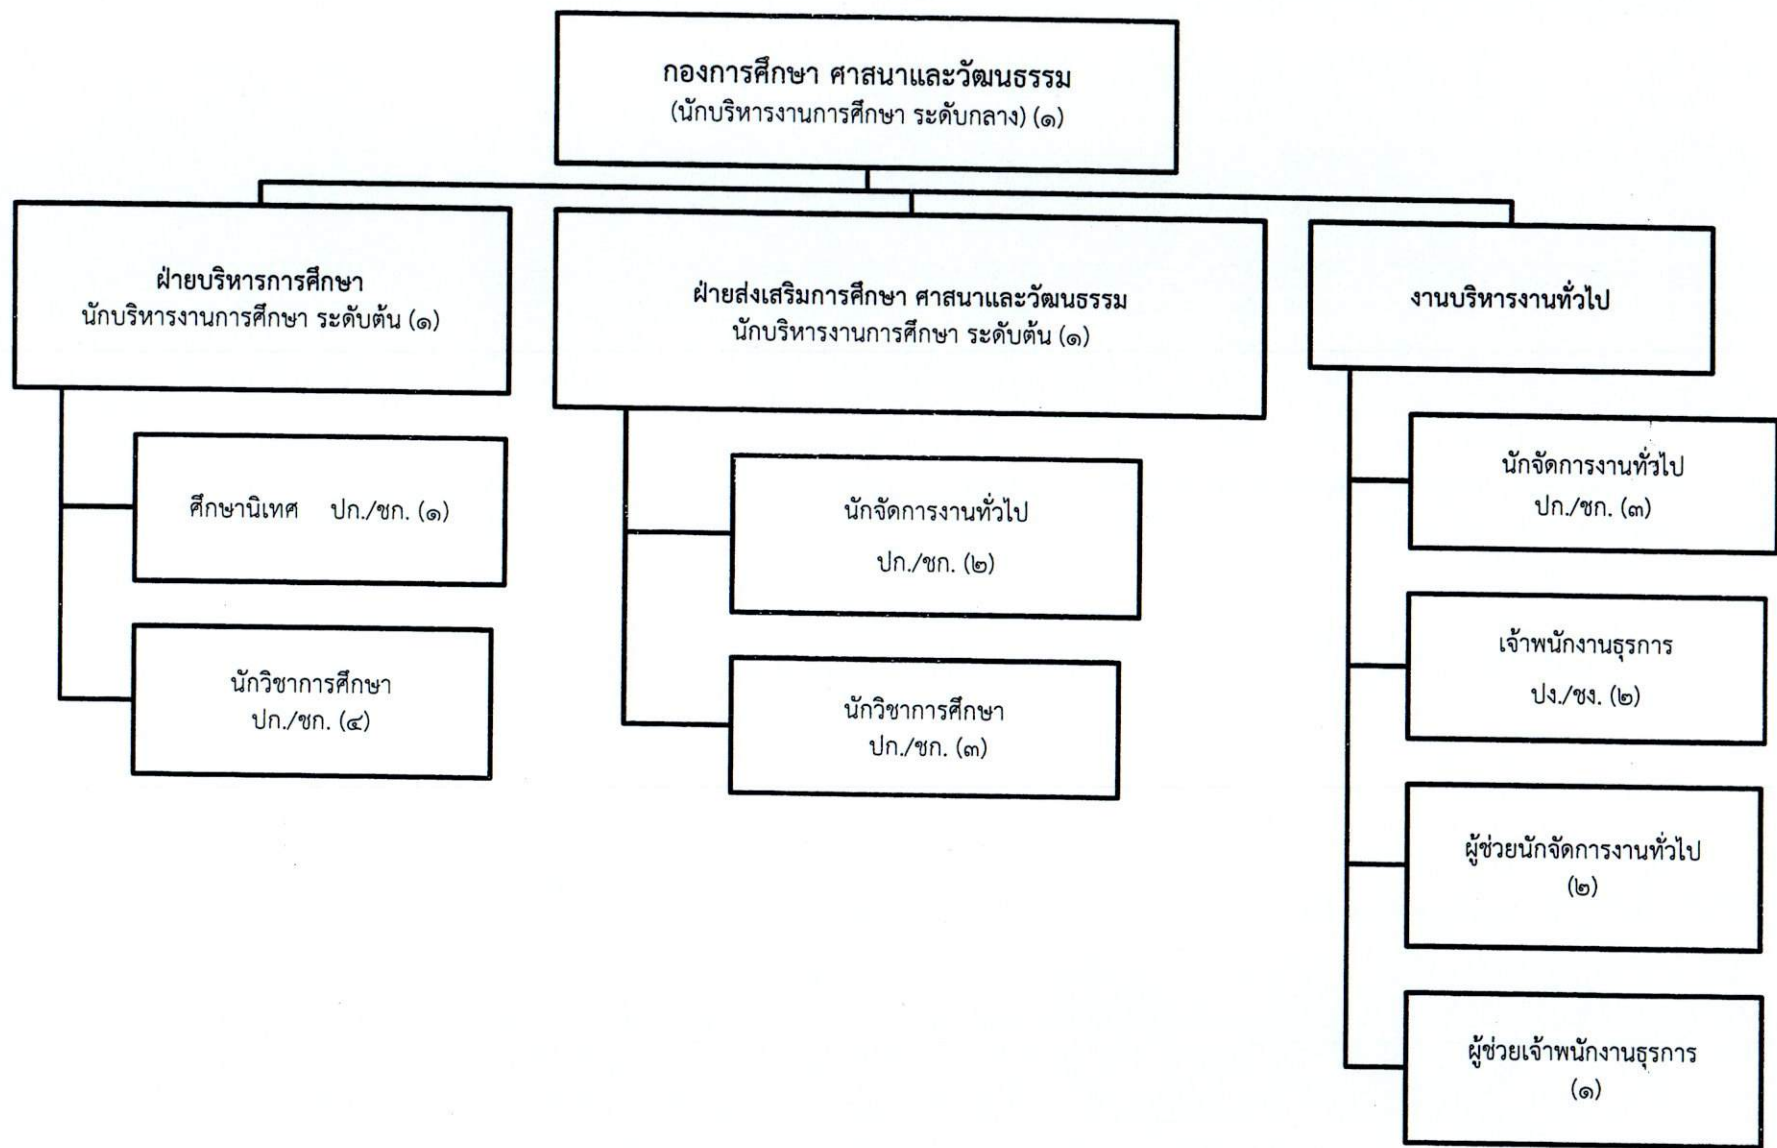 กองการศึกษา ศาสนาและวัฒนธรรม
(นักบริหารงานการศึกษา ระดับกลาง) (๑)
ฝ่ายบริหารการศึกษา
นักบริหารงานการศึกษา ระดับต้น (๑)
ศึกษานิเทศ ปก./ชก. (๑)
นักวิชาการศึกษา
ปก./ชก. (๔)
ฝ่ายส่งเสริมการศึกษา ศาสนาและวัฒนธรรม
นักบริหารงานการศึกษา ระดับต้น (๑)
นักจัดการงานทั่วไป
ปก./ชก. (๒)
นักวิชาการศึกษา
ปก./ชก. (๓)
งานบริหารงานทั่วไป
นักจัดการงานทั่วไป
ปก./ชก. (๓)
เจ้าพนักงานธุรการ
ปง./ชง. (๒)
ผู้ช่วยนักจัดการงานทั่วไป
(๒)
ผู้ช่วยเจ้าพนักงานธุรการ
(๑)